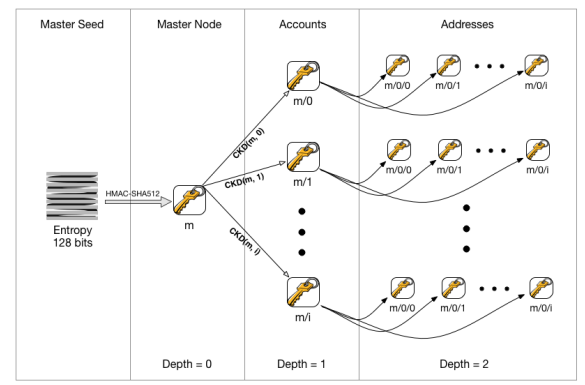 Master Seed
Master Node
Accounts
Addresses
m/0
m/0/0
m/0/1
m/0/i
CKD(m, 0)
HMAC-SHA512
Entropy
128 bits
m
CKD(m, 1)
m/1
m/0/0
m/0/1
m/0/i
CKD(m, i)
m/i
m/0/0
m/0/1
m/0/i
Depth = 0
Depth = 1
Depth = 2